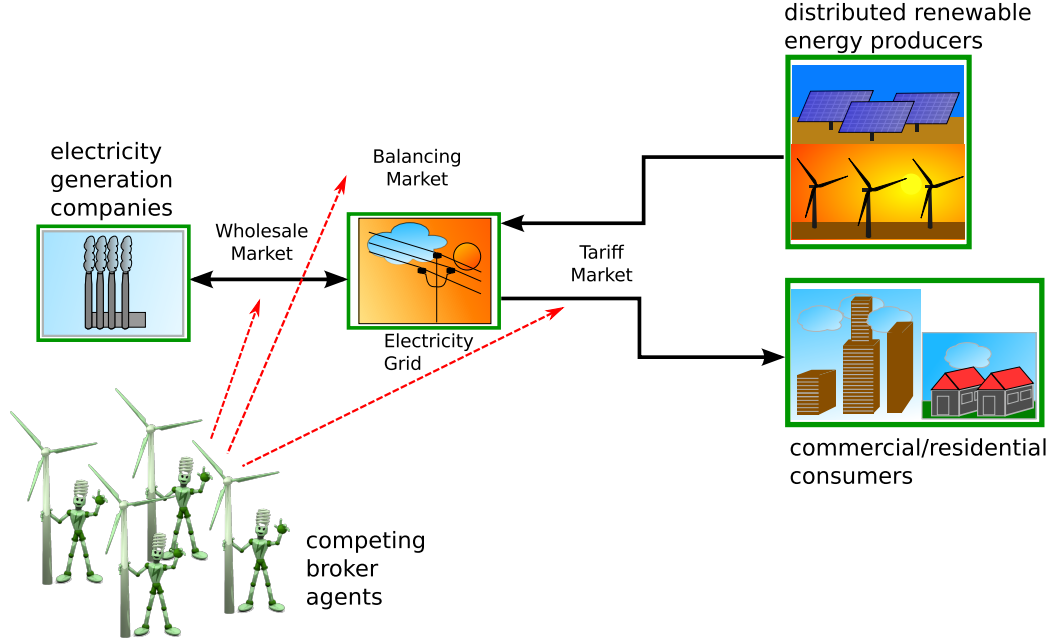 distributed renewable
energy producers
electricity
generation
companies
Balancing
Market
Wholesale
Market
Tariff
Market
Electricity
Grid
commercial/residential
consumers
competing
broker
agents